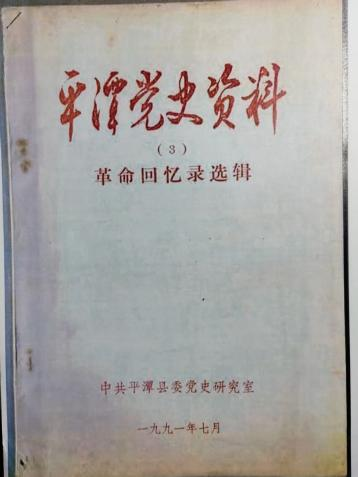 平潭党史资料
（3）
革命回忆录选辑
中共平潭县委党史研究室
一九九一年七月